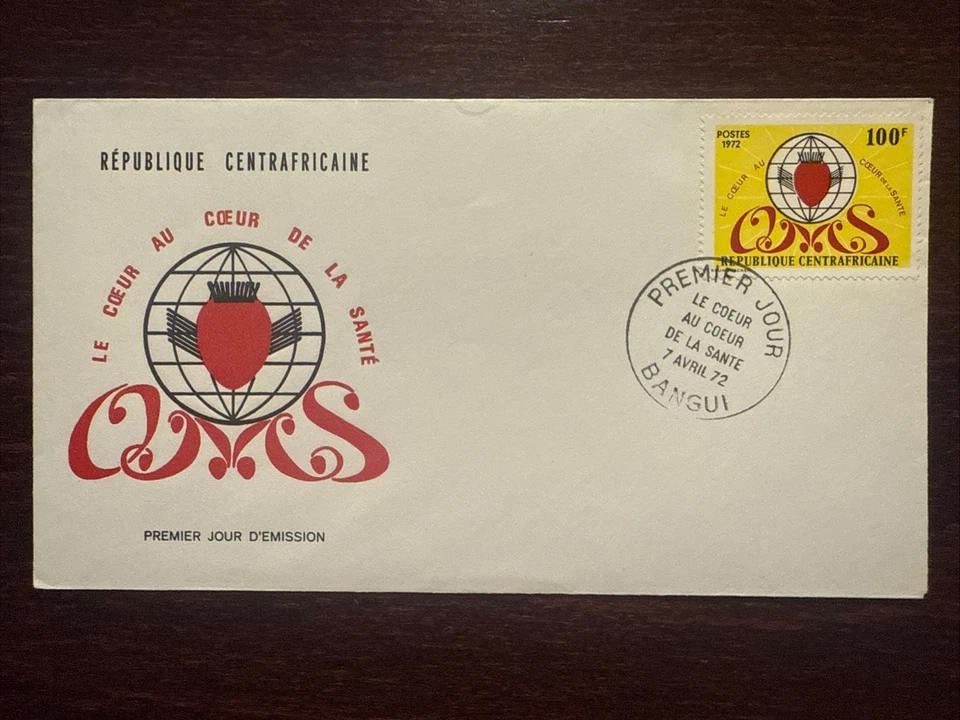 RÉPUBLIQUE CENTRAFRICAINE
LE CŒUR AU CŒUR DE LA SANTÉ
OMS
PREMIER JOUR D'EMISSION
POSTES
1972
100F
LE CŒUR AU CŒUR DE LA SANTE
OMS
REPUBLIQUE CENTRAFRICAINE
PREMIER JOUR
LE COEUR
AU COEUR
DE LA SANTE
7 AVRIL 72
BANGUI